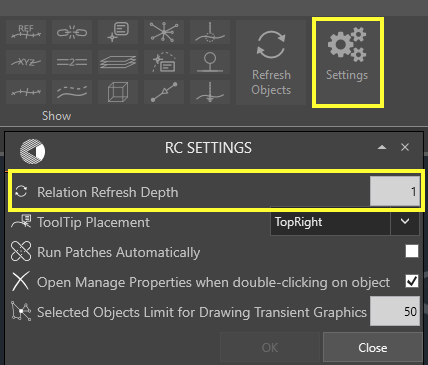 REF
XYZ
=2=
Refresh
Objects
Settings
Show
RC SETTINGS
Relation Refresh Depth 1
ToolTip Placement TopRight
Run Patches Automatically
Open Manage Properties when double-clicking on object
Selected Objects Limit for Drawing Transient Graphics 50
OK Close